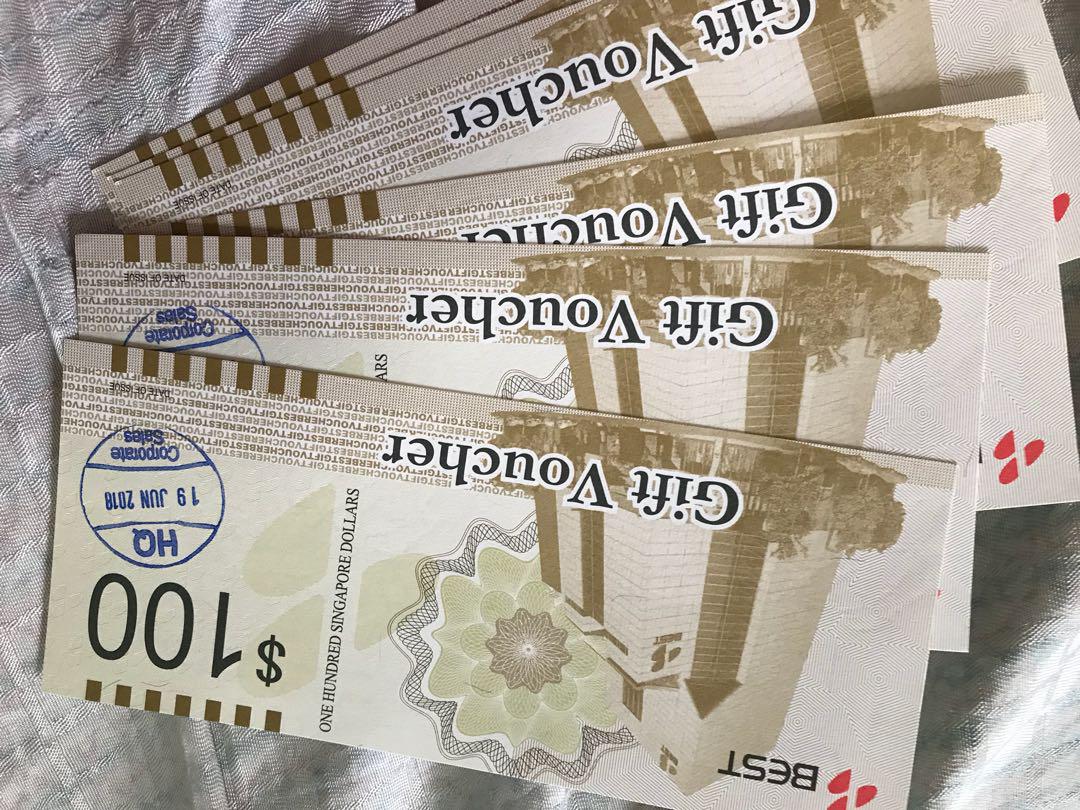 Gift Voucher
Gift Voucher
Gift Voucher
DATE OF ISSUE
Corporate
Sales
Gift Voucher
DATE OF ISSUE
HQ
19 JUN 2018
Corporate
Sales
$100
ONE HUNDRED SINGAPORE DOLLARS
BEST
BEST